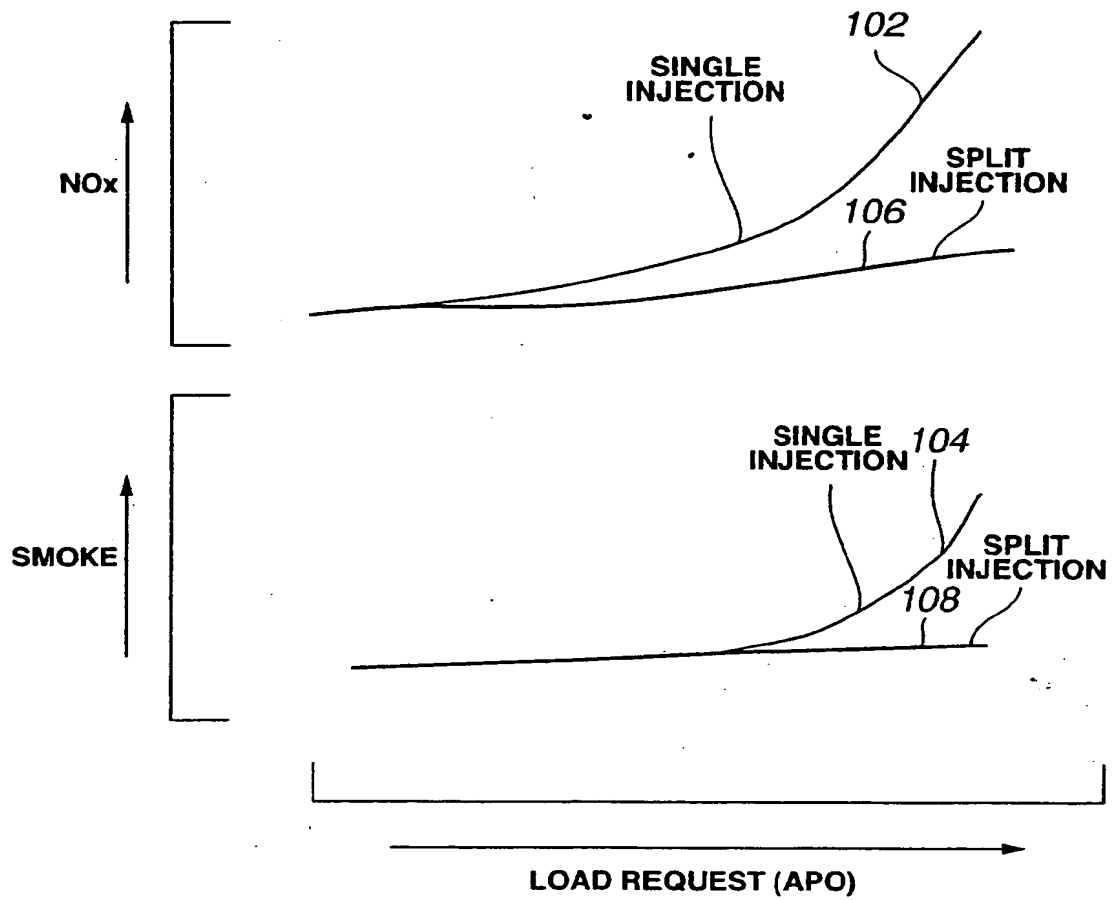 102
SINGLE
INJECTION
NOx
SPLIT
INJECTION
106
SINGLE
INJECTION
104
SMOKE
SPLIT
INJECTION
108
LOAD REQUEST (APO)